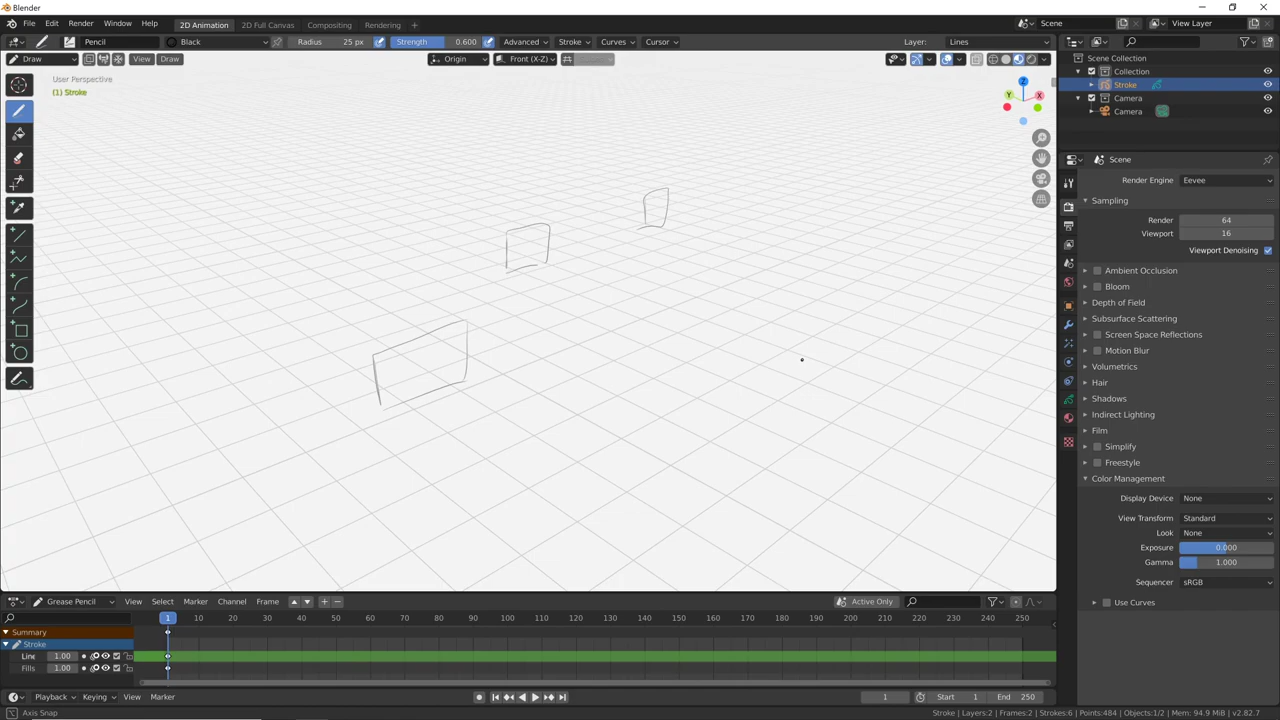 Blender
File Edit Render Window Help 2D Animation 2D Full Canvas Compositing Rendering + Scene View Layer
Pencil Black Radius 25 px Strength 0.600 Advanced Stroke Curves Cursor Layer: Lines
Draw View Draw Origin Front (X-Z)
User Perspective
(1) Stroke
Z
Y X
Scene Collection
Collection
Stroke
Camera
Camera
Scene
Render Engine Eevee
Sampling
Render 64
Viewport 16
Viewport Denoising
Ambient Occlusion
Bloom
Depth of Field
Subsurface Scattering
Screen Space Reflections
Motion Blur
Volumetrics
Hair
Shadows
Indirect Lighting
Film
Simplify
Freestyle
Color Management
Display Device None
View Transform Standard
Look None
Exposure 0.000
Gamma 1.000
Sequencer sRGB
Use Curves
Grease Pencil View Select Marker Channel Frame Active Only
1 10 20 30 40 50 60 70 80 90 100 110 120 130 140 150 160 170 180 190 200 210 220 230 240 250
Summary
Stroke
Line 1.00
Fills 1.00
Playback Keying View Marker 1 Start 1 End 250
Axis Snap Stroke | Layers:2 | Frames:2 | Strokes:6 | Points:484 | Objects:1/2 | Mem: 94.9 MiB | v2.82.7